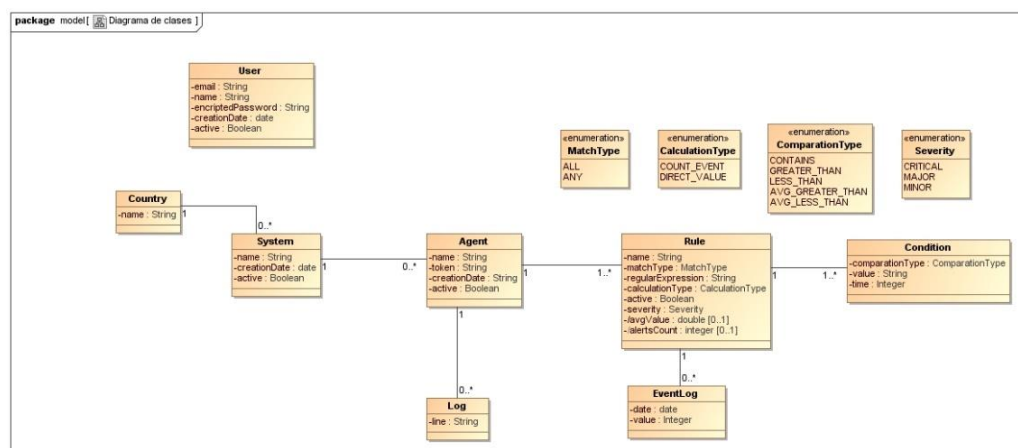 package model[ Diagrama de clases ]
User
-email : String
-name : String
-encriptedPassword : String
-creationDate : date
-active : Boolean
«enumeration»
MatchType
ALL
ANY
«enumeration»
CalculationType
COUNT_EVENT
DIRECT_VALUE
«enumeration»
ComparationType
CONTAINS
GREATER_THAN
LESS_THAN
AVG_GREATER_THAN
AVG_LESS_THAN
«enumeration»
Severity
CRITICAL
MAJOR
MINOR
Country
-name : String
1
0..*
System
-name : String
-creationDate : date
-active : Boolean
1
0..*
Agent
-name : String
-token : String
-creationDate : String
-active : Boolean
1
1..*
Rule
-name : String
-matchType : MatchType
-regularExpression : String
-calculationType : CalculationType
-active : Boolean
-severity : Severity
-/avgValue : double [0..1]
-/alertsCount : integer [0..1]
1
1..*
Condition
-comparationType : ComparationType
-value : String
-time : Integer
1
0..*
Log
-line : String
1
0..*
EventLog
-date : date
-value : Integer